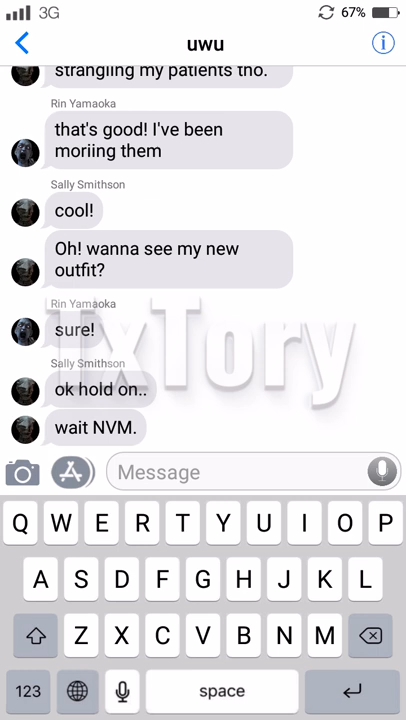 3G
67%
uwu
strangling my patients tho.
Rin Yamaoka
that's good! I've been
moriing them
Sally Smithson
cool!
Oh! wanna see my new
outfit?
Rin Yamaoka
sure!
Sally Smithson
ok hold on..
wait NVM.
TxTory
Message
Q W E R T Y U I O P
A S D F G H J K L
Z X C V B N M
123
space